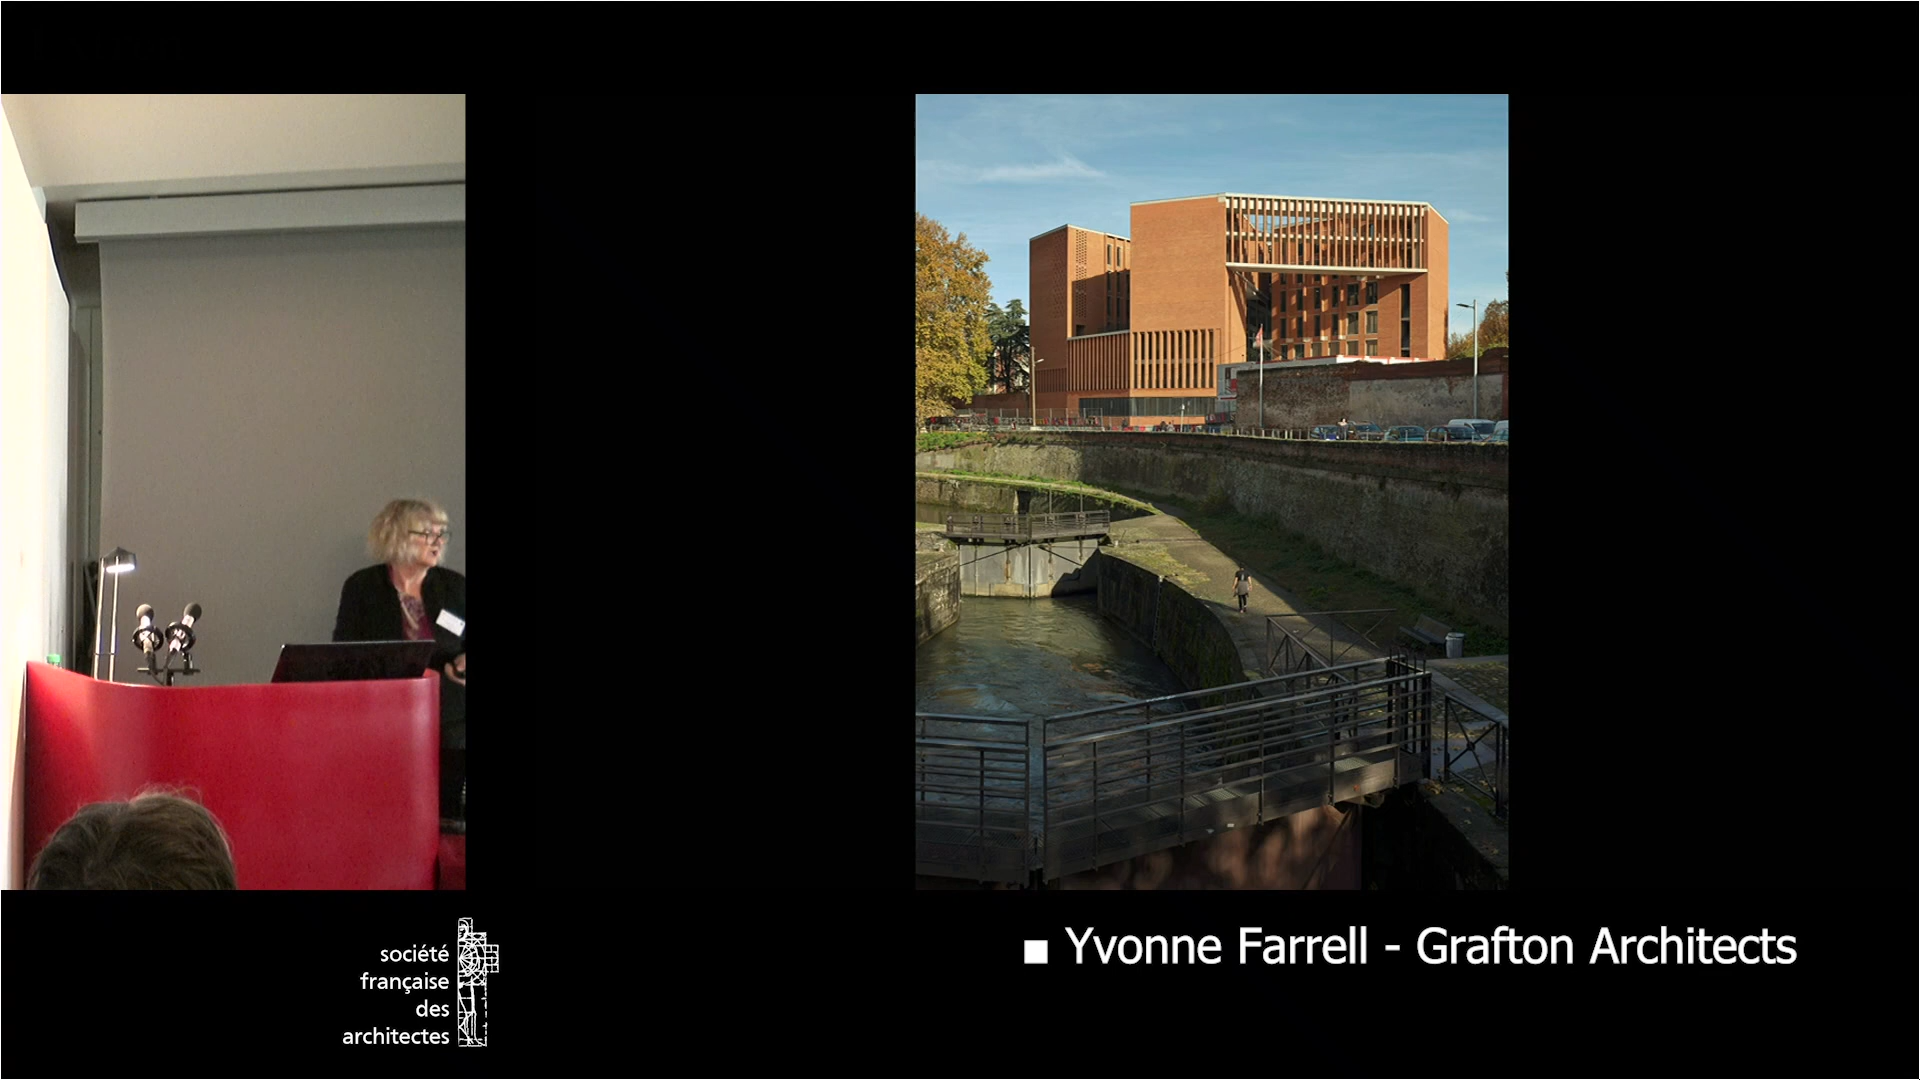 société
française
des
architectes
Yvonne Farrell - Grafton Architects